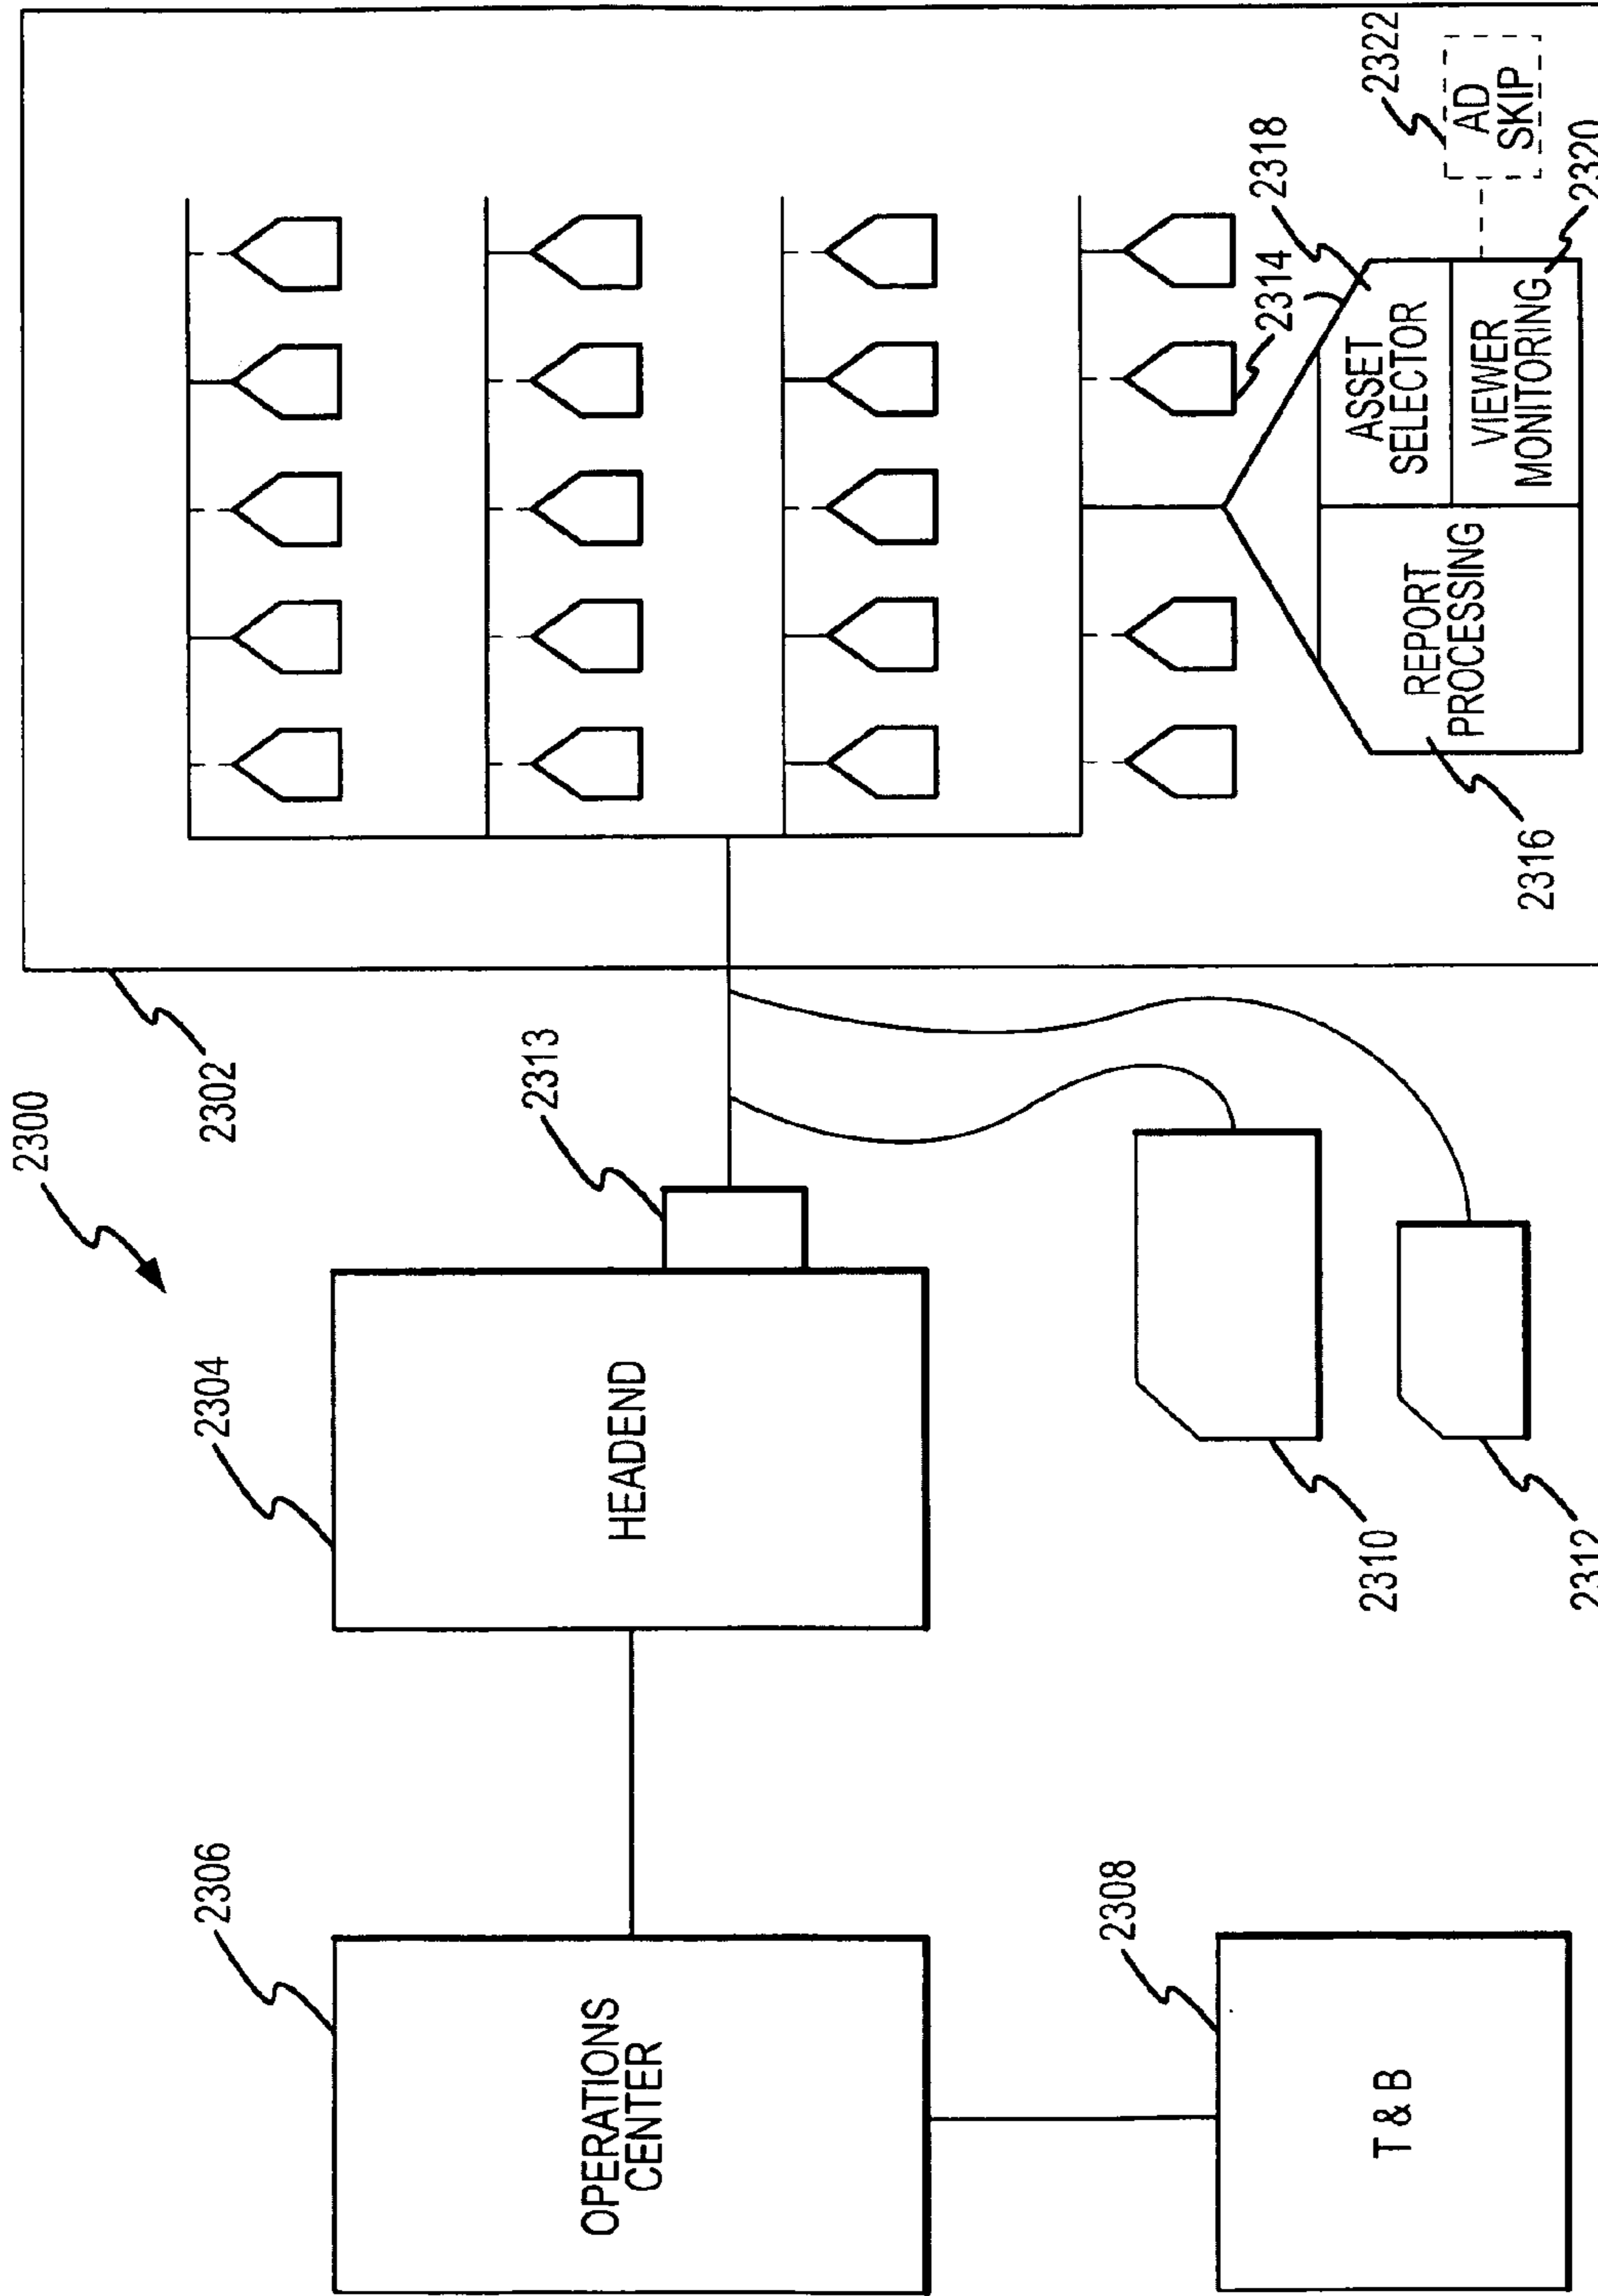 2300
2306
OPERATIONS
CENTER
2308
T & B
2304
HEADEND
2313
2310
2312
2302
2314
2316
REPORT
PROCESSING
2318
ASSET
SELECTOR
2320
VIEWER
MONITORING
2322
AD
SKIP